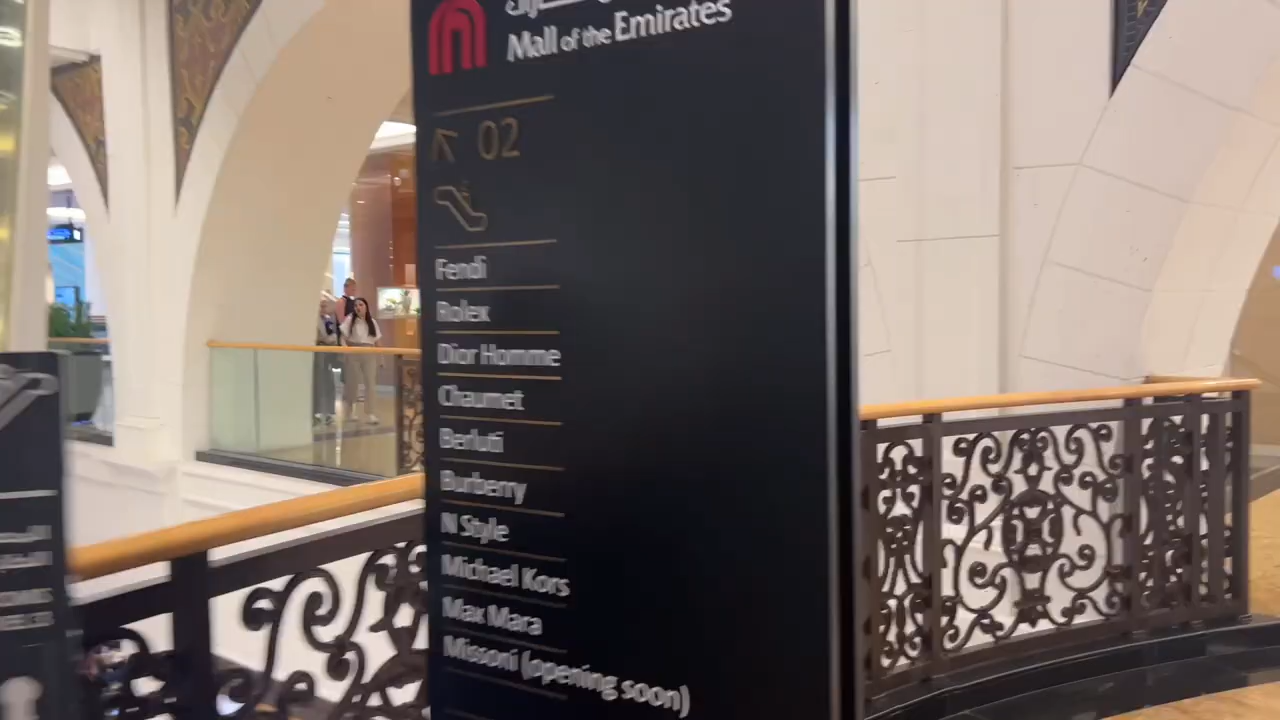 Mall of the Emirates
02
Fendi
Rolex
Dior Homme
Chaumet
Berluti
Burberry
N Style
Michael Kors
Max Mara
Missoni (opening soon)